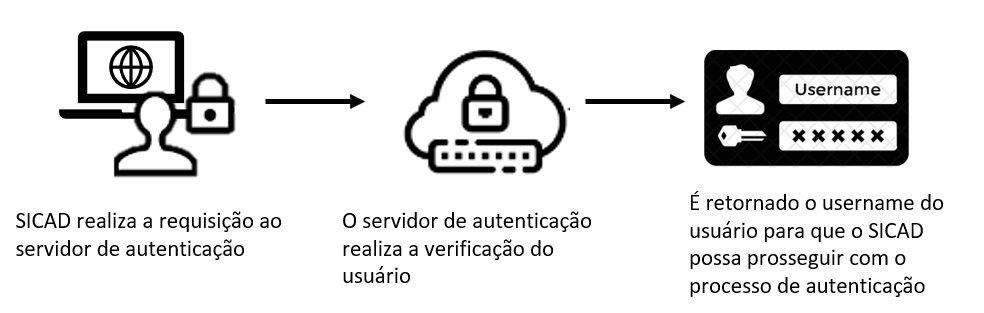 Username
×××××
SICAD realiza a requisição ao
servidor de autenticação
O servidor de autenticação
realiza a verificação do
usuário
É retornado o username do
usuário para que o SICAD
possa prosseguir com o
processo de autenticação